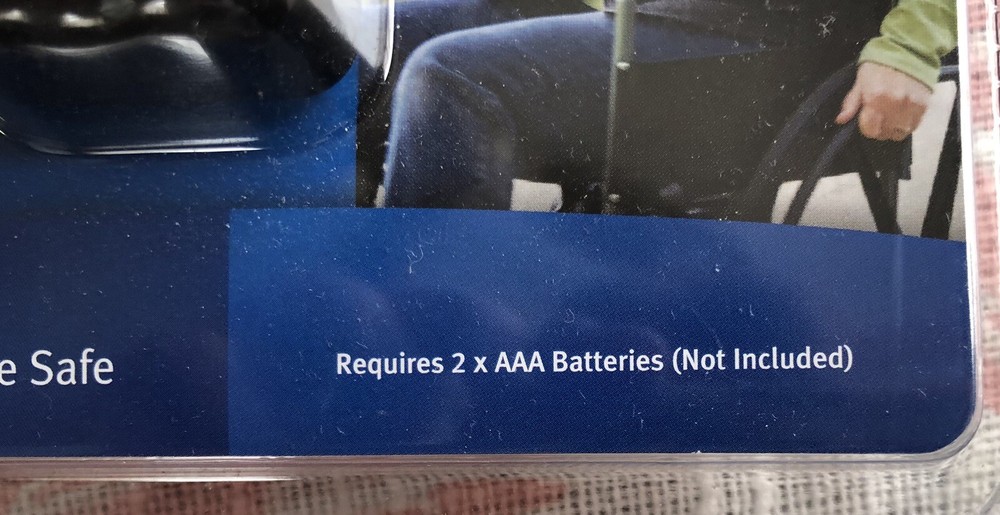 e Safe
Requires 2 x AAA Batteries (Not Included)